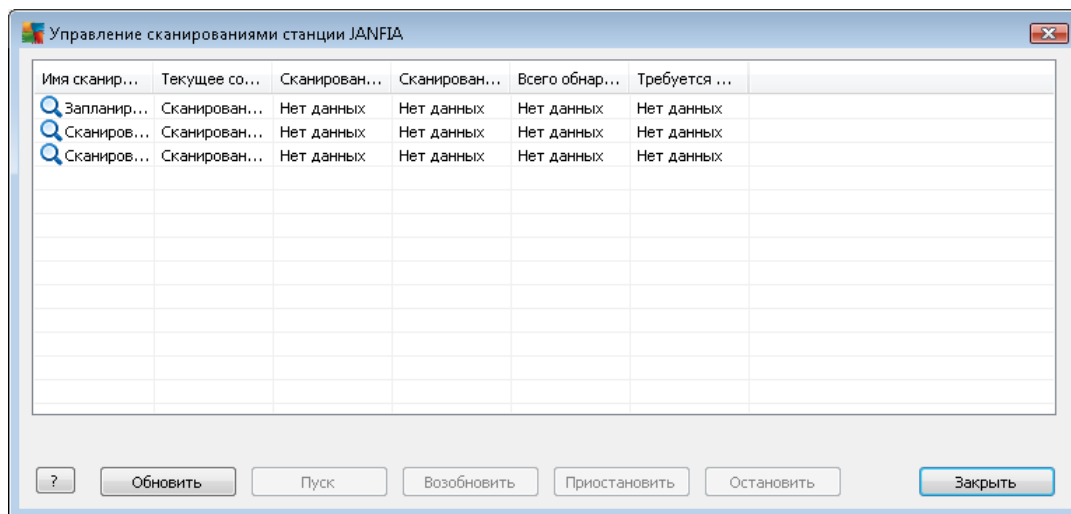 Управление сканированиями станции JANFIA
Имя сканир... Текущее со... Сканирован... Сканирован... Всего обнар... Требуется ...
Запланир... Сканирован... Нет данных Нет данных Нет данных Нет данных
Сканиров... Сканирован... Нет данных Нет данных Нет данных Нет данных
Сканиров... Сканирован... Нет данных Нет данных Нет данных Нет данных
? Обновить Пуск Возобновить Приостановить Остановить Закрыть